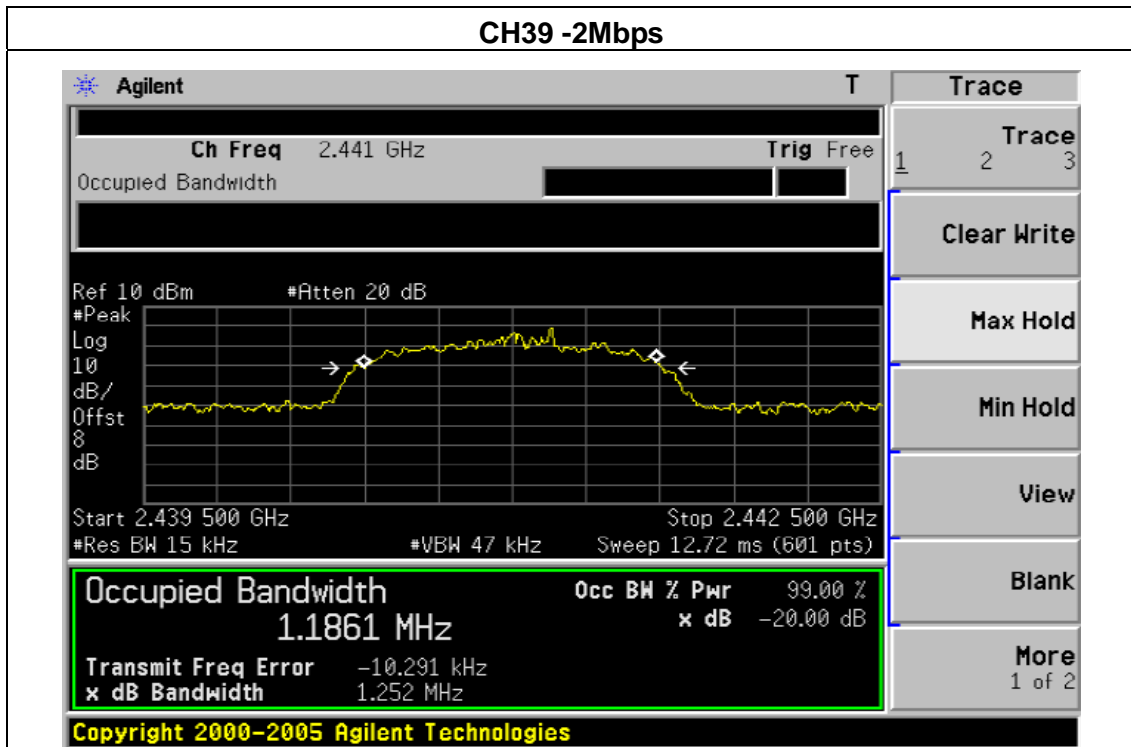 CH39 -2Mbps
Agilent T
Ch Freq 2.441 GHz Trig Free
Occupied Bandwidth
Ref 10 dBm #Atten 20 dB
#Peak
Log
10
dB/
Offst
8
dB
Start 2.439 500 GHz Stop 2.442 500 GHz
#Res BW 15 kHz #VBW 47 kHz Sweep 12.72 ms (601 pts)
Occupied Bandwidth Occ BW % Pwr 99.00 %
1.1861 MHz x dB -20.00 dB
Transmit Freq Error -10.291 kHz
x dB Bandwidth 1.252 MHz
Copyright 2000-2005 Agilent Technologies
Trace
Trace
1 2 3
Clear Write
Max Hold
Min Hold
View
Blank
More
1 of 2